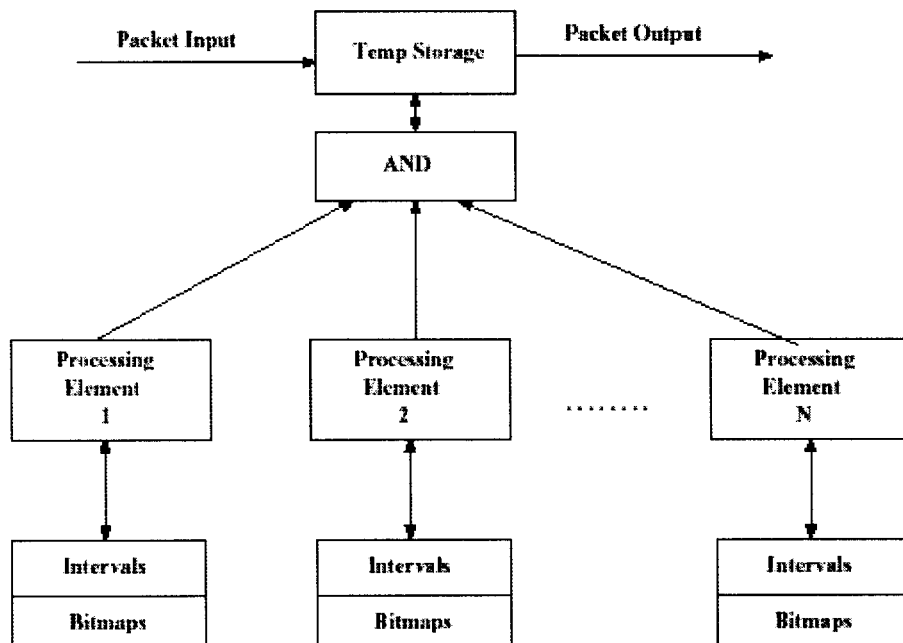 Packet Input
Temp Storage
Packet Output
AND
Processing
Element
1
Processing
Element
2
........
Processing
Element
N
Intervals
Bitmaps
Intervals
Bitmaps
Intervals
Bitmaps